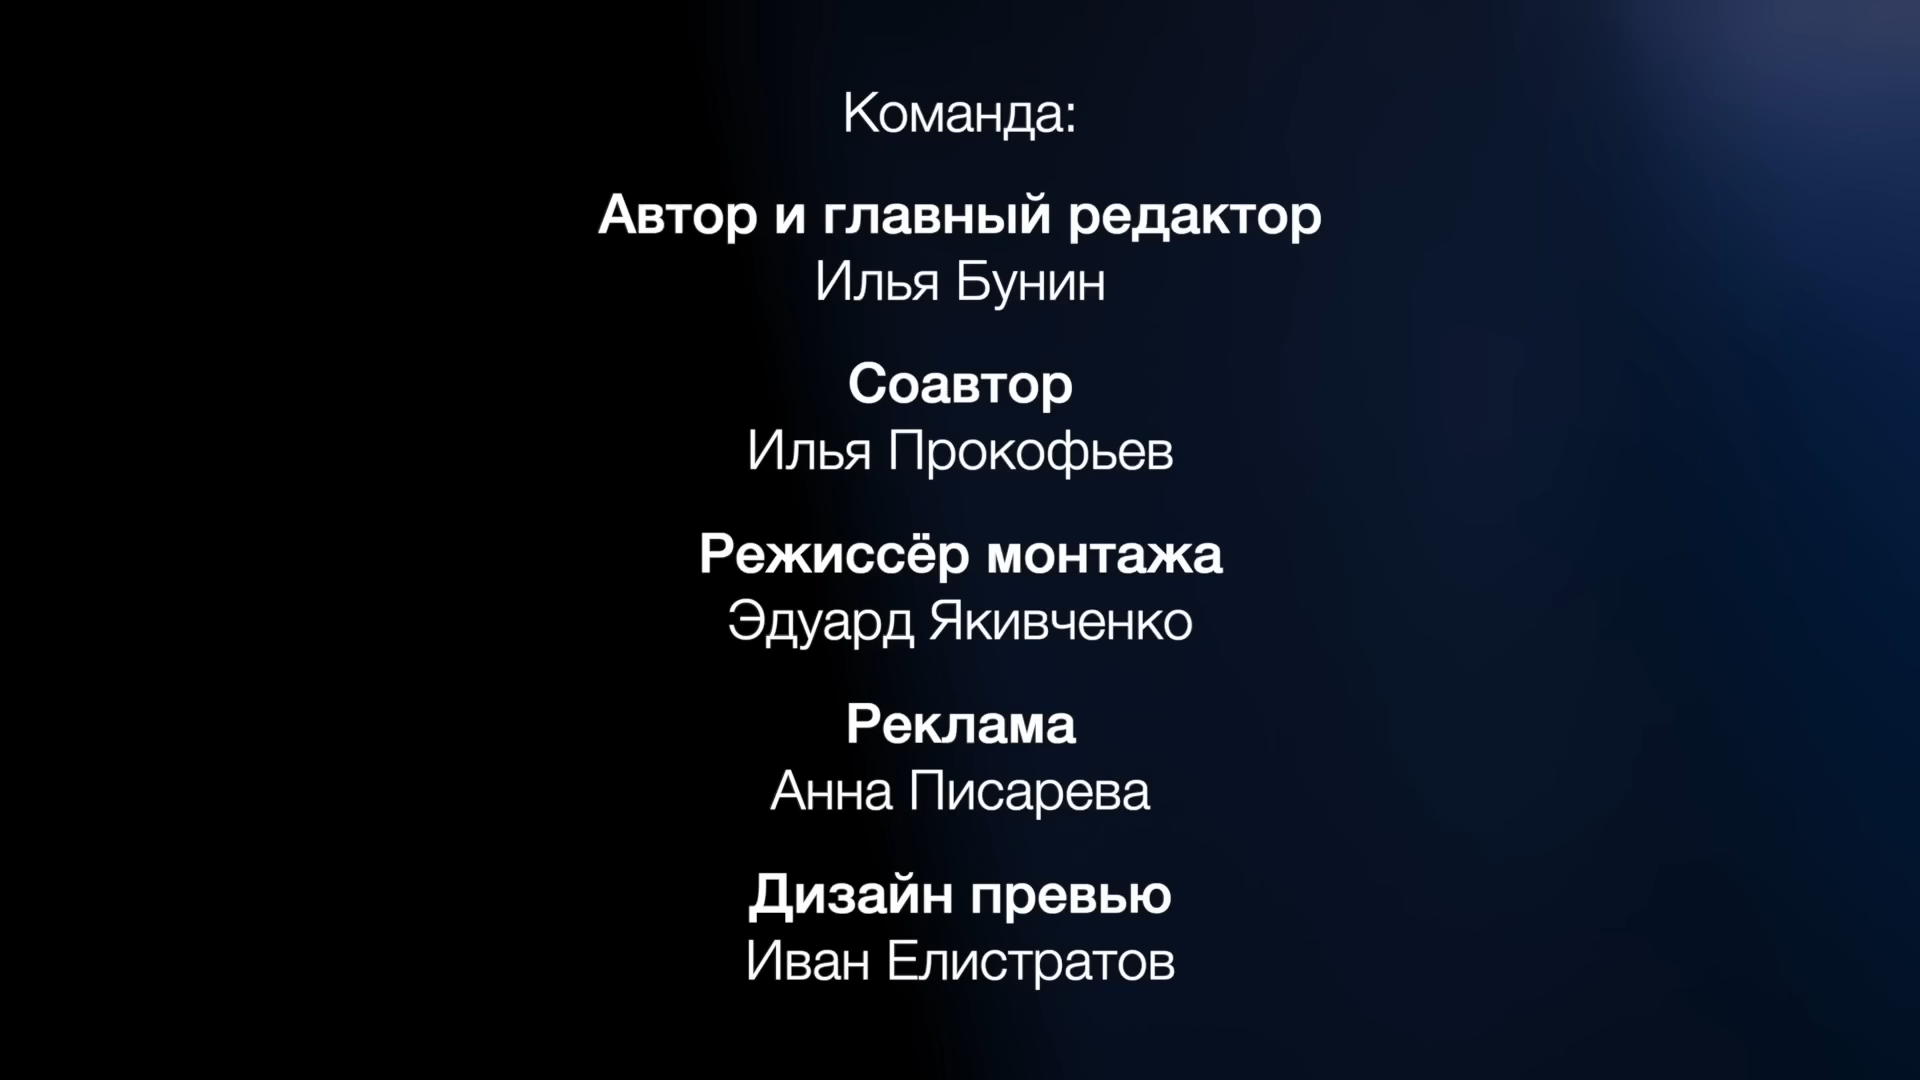 Команда:
Автор и главный редактор
Илья Бунин
Соавтор
Илья Прокофьев
Режиссёр монтажа
Эдуард Якивченко
Реклама
Анна Писарева
Дизайн превью
Иван Елистратов